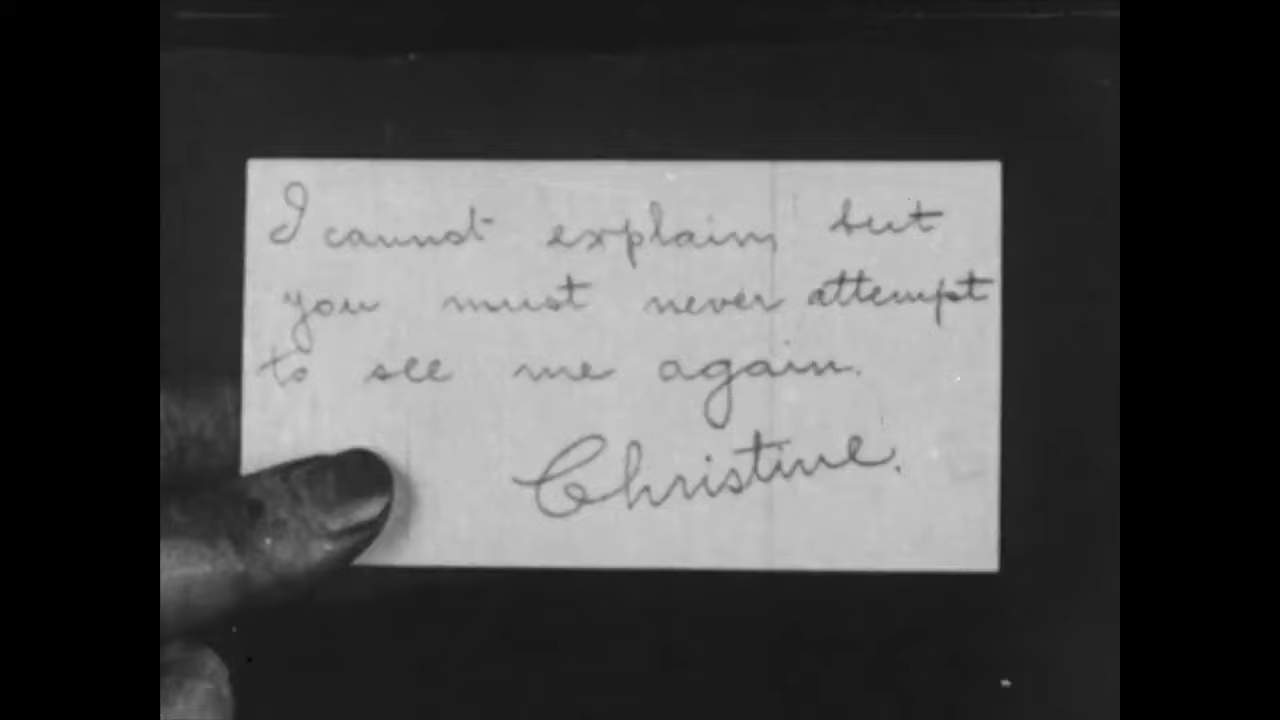 I cannot explain, but
you must never attempt
to see me again.
Christine.